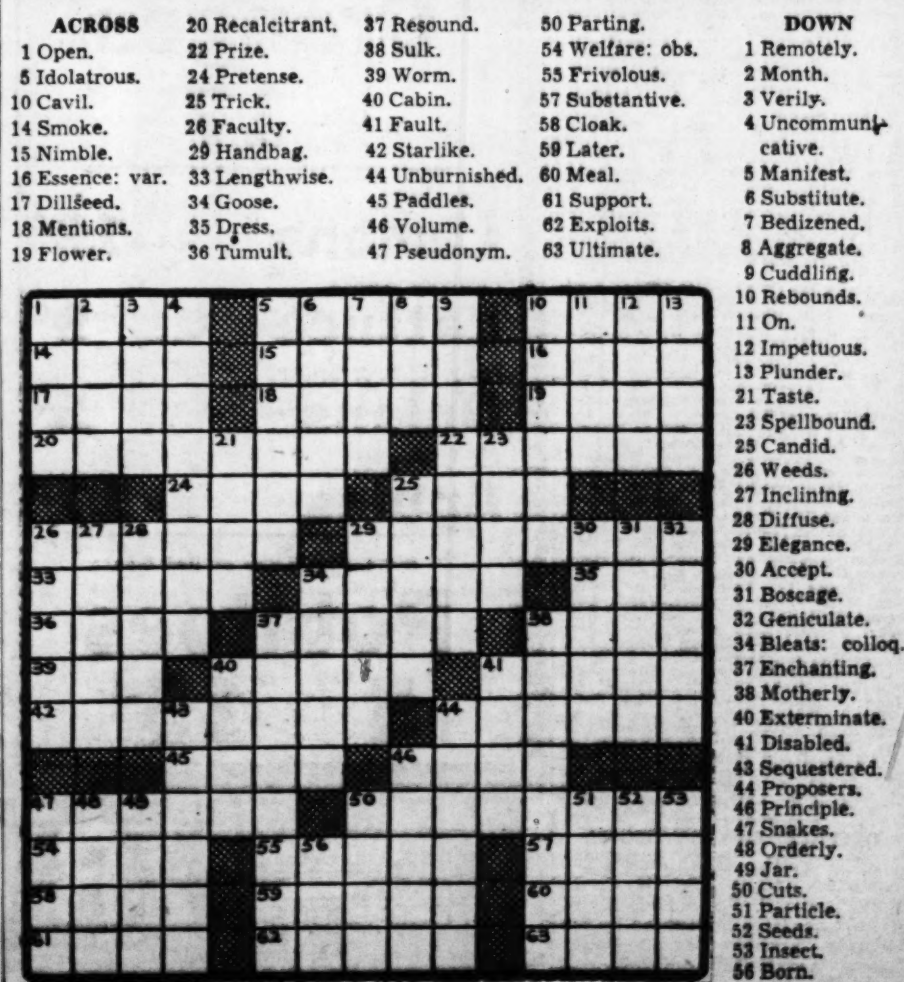 ACROSS
1 Open.
5 Idolatrous.
10 Cavil.
14 Smoke.
15 Nimble.
16 Essence: var.
17 Dillseed.
18 Mentions.
19 Flower.
20 Recalcitrant.
22 Prize.
24 Pretense.
25 Trick.
26 Faculty.
29 Handbag.
33 Lengthwise.
34 Goose.
35 Dress.
36 Tumult.
37 Resound.
38 Sulk.
39 Worm.
40 Cabin.
41 Fault.
42 Starlike.
44 Unburnished.
45 Paddles.
46 Volume.
47 Pseudonym.
50 Parting.
54 Welfare: obs.
55 Frivolous.
57 Substantive.
58 Cloak.
59 Later.
60 Meal.
61 Support.
62 Exploits.
63 Ultimate.
DOWN
1 Remotely.
2 Month.
3 Verily.
4 Uncommuni-
cative.
5 Manifest.
6 Substitute.
7 Bedizened.
8 Aggregate.
9 Cuddling.
10 Rebounds.
11 On.
12 Impetuous.
13 Plunder.
21 Taste.
23 Spellbound.
25 Candid.
26 Weeds.
27 Inclining.
28 Diffuse.
29 Elegance.
30 Accept.
31 Boscage.
32 Geniculate.
34 Bleats: colloq.
37 Enchanting.
38 Motherly.
40 Exterminate.
41 Disabled.
43 Sequestered.
44 Proposers.
46 Principle.
47 Snakes.
48 Orderly.
49 Jar.
50 Cuts.
51 Particle.
52 Seeds.
53 Insect.
56 Born.
1 2 3 4 5 6 7 8 9 10 11 12 13
14 15 16
17 18 19
20 21 22 23
24 25
26 27 28 29 30 31 32
33 34 35
36 37 38
39 40 41
42 43 44
45 46
47 48 49 50 51 52 53
54 55 56 57
58 59 60
61 62 63